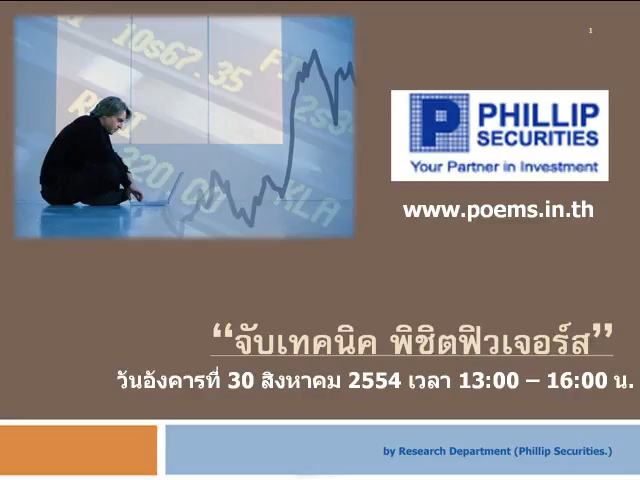 1
10s67.35
PHILLIP
SECURITIES
Your Partner in Investment
www.poems.in.th
“จับเทคนิค พิชิตฟิวเจอร์ส”
วันอังคารที่ 30 สิงหาคม 2554 เวลา 13:00 – 16:00 น.
by Research Department (Phillip Securities.)